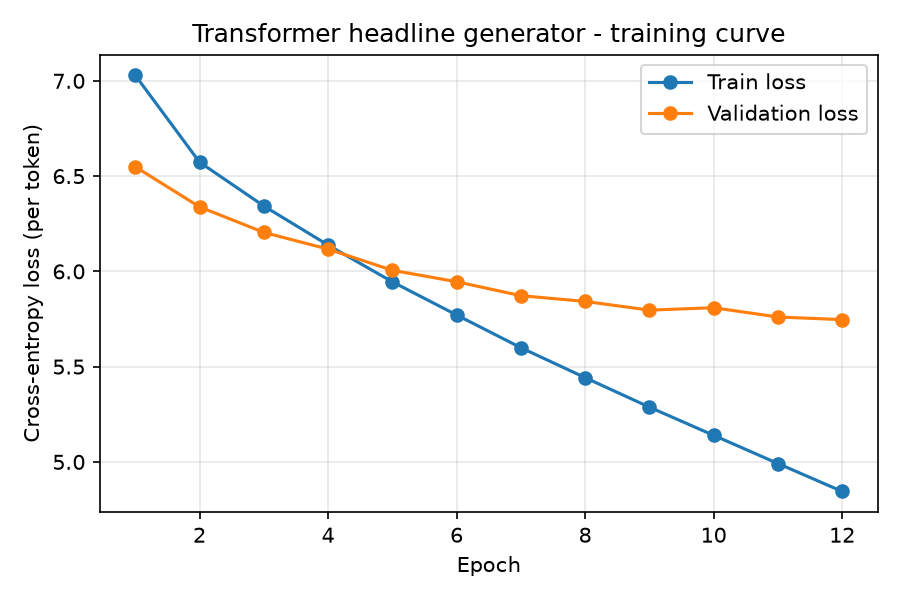 Transformer headline generator - training curve
Train loss
Validation loss
Cross-entropy loss (per token)
7.0
6.5
6.0
5.5
5.0
2
4
6
8
10
12
Epoch